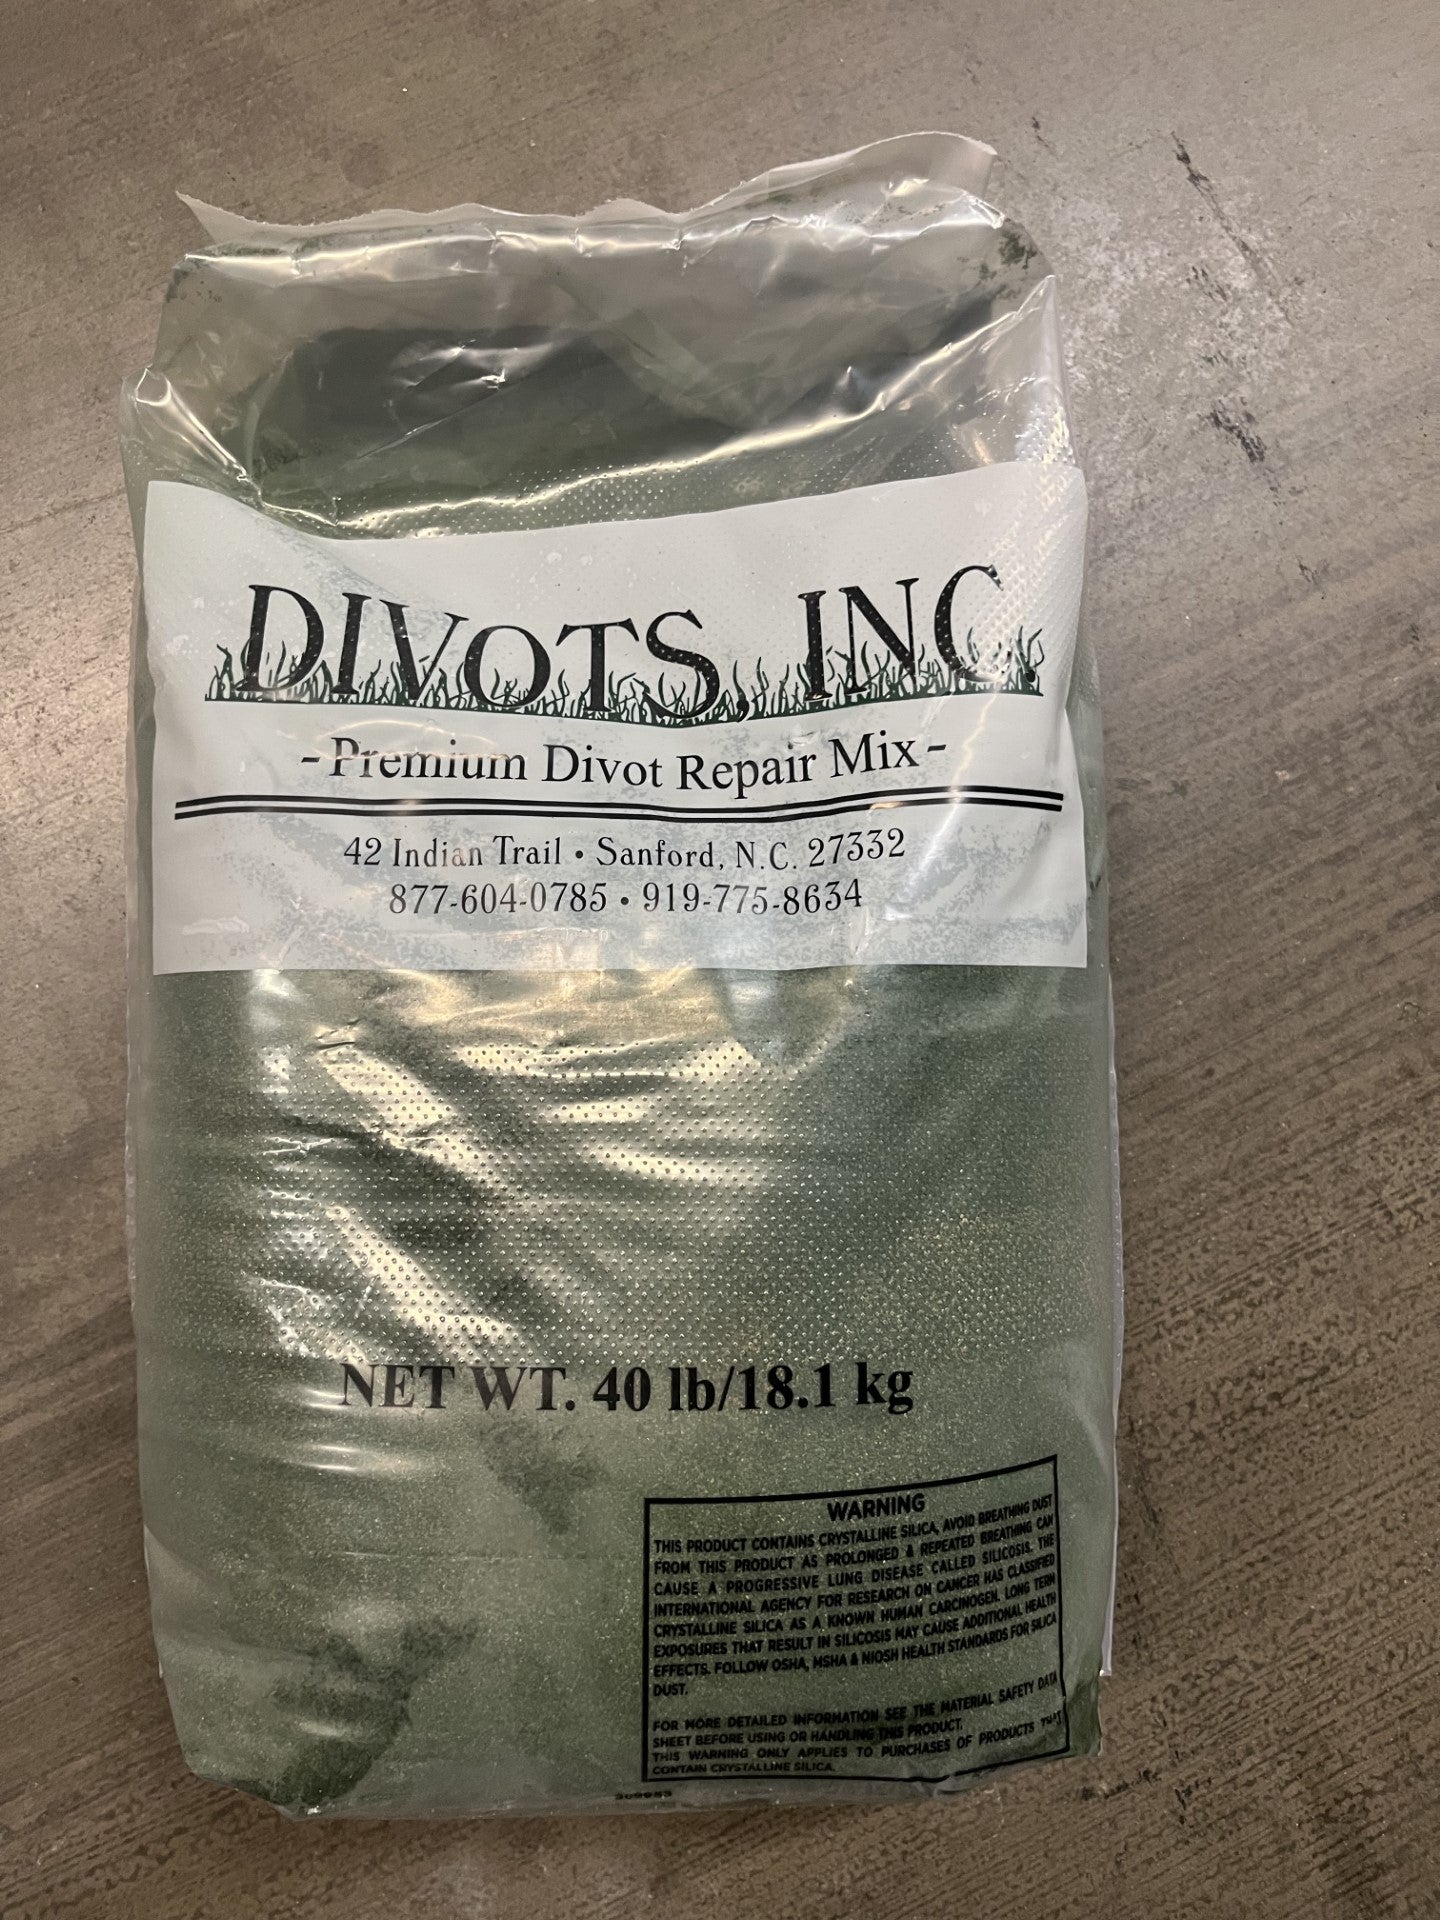 DIVOTS, INC.
- Premium Divot Repair Mix -
42 Indian Trail • Sanford, N.C. 27332
877-604-0785 • 919-775-8634
NET WT. 40 lb/18.1 kg
WARNING
THIS PRODUCT CONTAINS CRYSTALLINE SILICA, AVOID BREATHING DUST
FROM THIS PRODUCT AS PROLONGED & REPEATED BREATHING CAN
CAUSE A PROGRESSIVE LUNG DISEASE CALLED SILICOSIS. THE
INTERNATIONAL AGENCY FOR RESEARCH ON CANCER HAS CLASSIFIED
CRYSTALLINE SILICA AS A KNOWN HUMAN CARCINOGEN. LONG TERM
EXPOSURES THAT RESULT IN SILICOSIS MAY CAUSE ADDITIONAL HEALTH
EFFECTS. FOLLOW OSHA, MSHA & NIOSH HEALTH STANDARDS FOR SILICA
DUST.
FOR MORE DETAILED INFORMATION SEE THE MATERIAL SAFETY DATA
SHEET BEFORE USING OR HANDLING THIS PRODUCT.
THIS WARNING ONLY APPLIES TO PURCHASES OF PRODUCTS THAT
CONTAIN CRYSTALLINE SILICA.